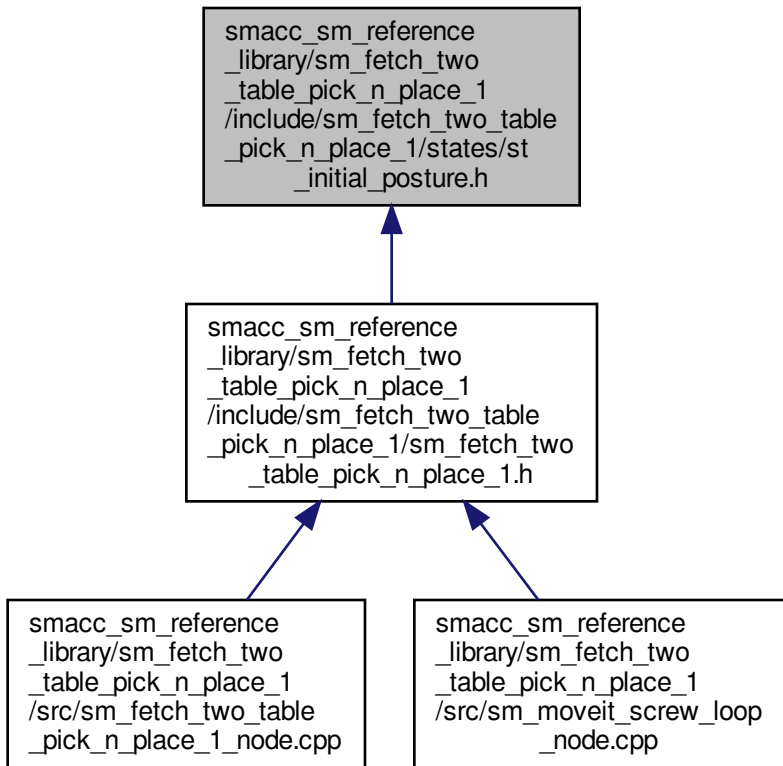 smacc_sm_reference
_library/sm_fetch_two
_table_pick_n_place_1
/include/sm_fetch_two_table
_pick_n_place_1/states/st
_initial_posture.h
smacc_sm_reference
_library/sm_fetch_two
_table_pick_n_place_1
/include/sm_fetch_two_table
_pick_n_place_1/sm_fetch_two
_table_pick_n_place_1.h
smacc_sm_reference
_library/sm_fetch_two
_table_pick_n_place_1
/src/sm_fetch_two_table
_pick_n_place_1_node.cpp
smacc_sm_reference
_library/sm_fetch_two
_table_pick_n_place_1
/src/sm_moveit_screw_loop
_node.cpp